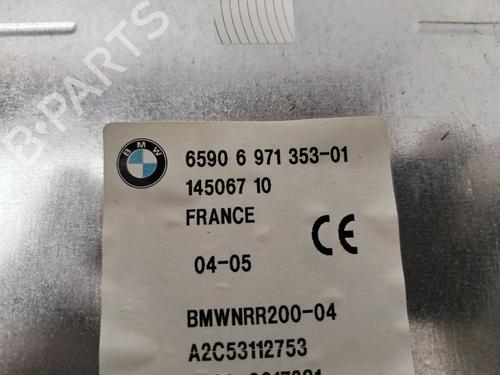 B-PARTS
BMW
6590 6 971 353-01
145067 10
FRANCE
CE
04-05
BMWNRR200-04
A2C53112753